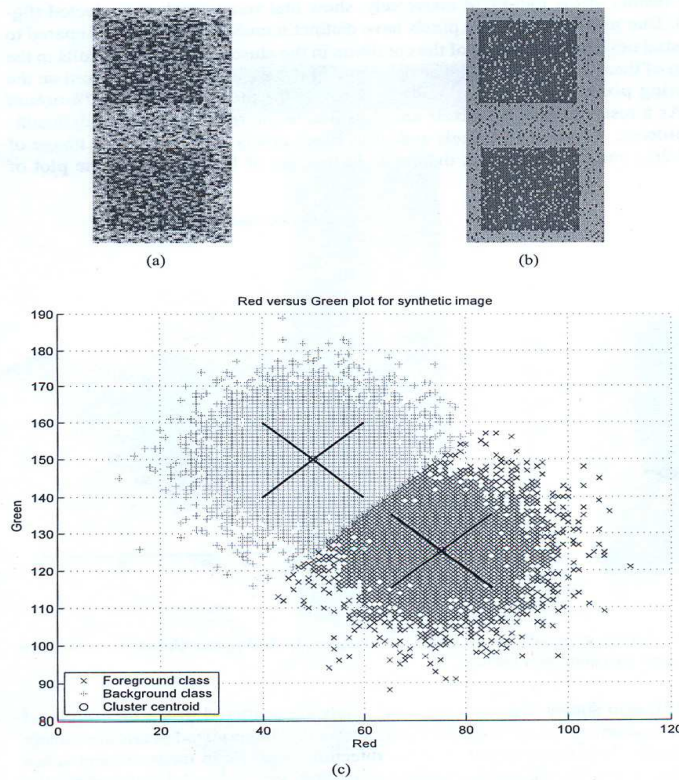 (a)
(b)
Red versus Green plot for synthetic image
190
180
170
160
150
140
130
120
110
100
90
80
Green
× Foreground class
+ Background class
O Cluster centroid
0
20
40
60
80
100
120
Red
(c)